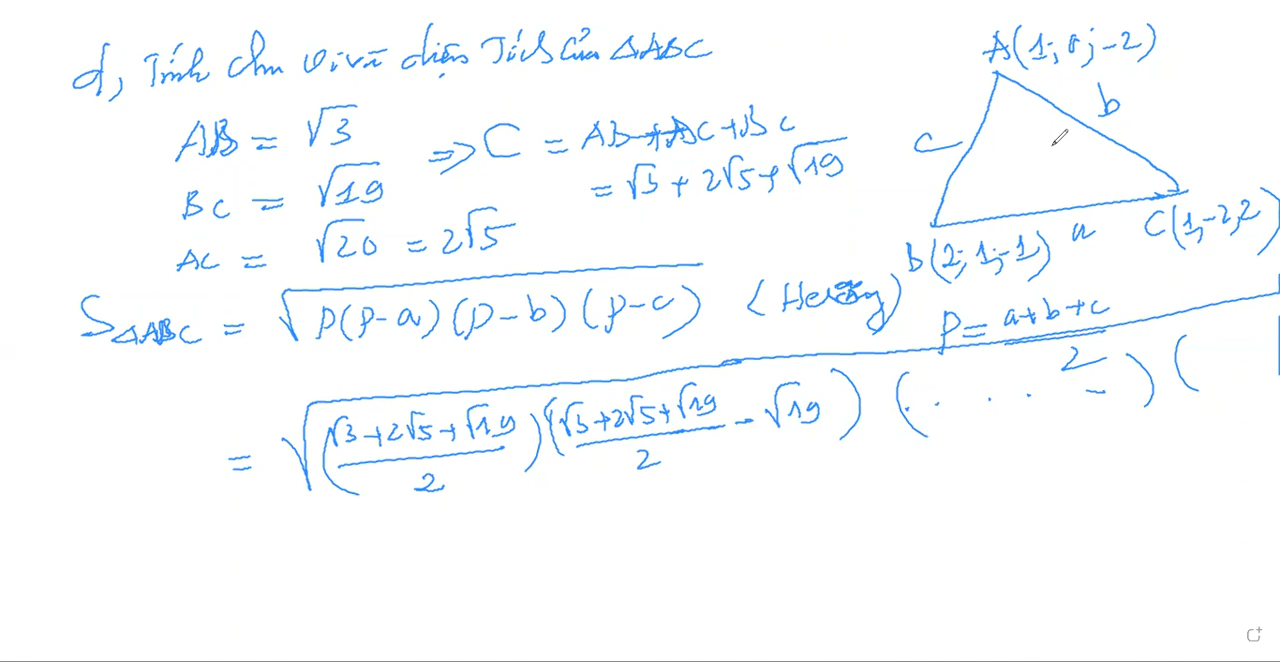 d, Tính chu vi và diện tích của ΔABC
A(1; 0; -2)
b
c
a
B(2; 1; -1)
C(1, -2, 2)
AB = √3
BC = √19
AC = √20 = 2√5
=> C = AB + AC + BC
= √3 + 2√5 + √19
SΔABC = √(p(p-a)(p-b)(p-c)) (Herong)
p = (a+b+c)/2
= √(((√3+2√5+√19)/2)((√3+2√5+√19)/2 - √19)(. . . -)(